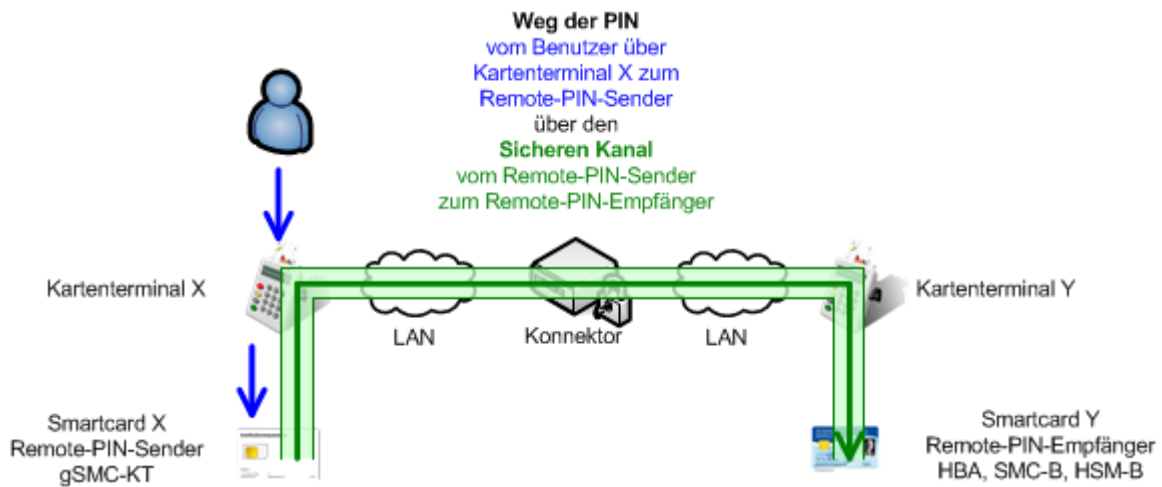 Weg der PIN
vom Benutzer über
Kartenterminal X zum
Remote-PIN-Sender
über den
Sicheren Kanal
vom Remote-PIN-Sender
zum Remote-PIN-Empfänger
Kartenterminal X
LAN
Konnektor
LAN
Kartenterminal Y
Smartcard X
Remote-PIN-Sender
gSMC-KT
Smartcard Y
Remote-PIN-Empfänger
HBA, SMC-B, HSM-B